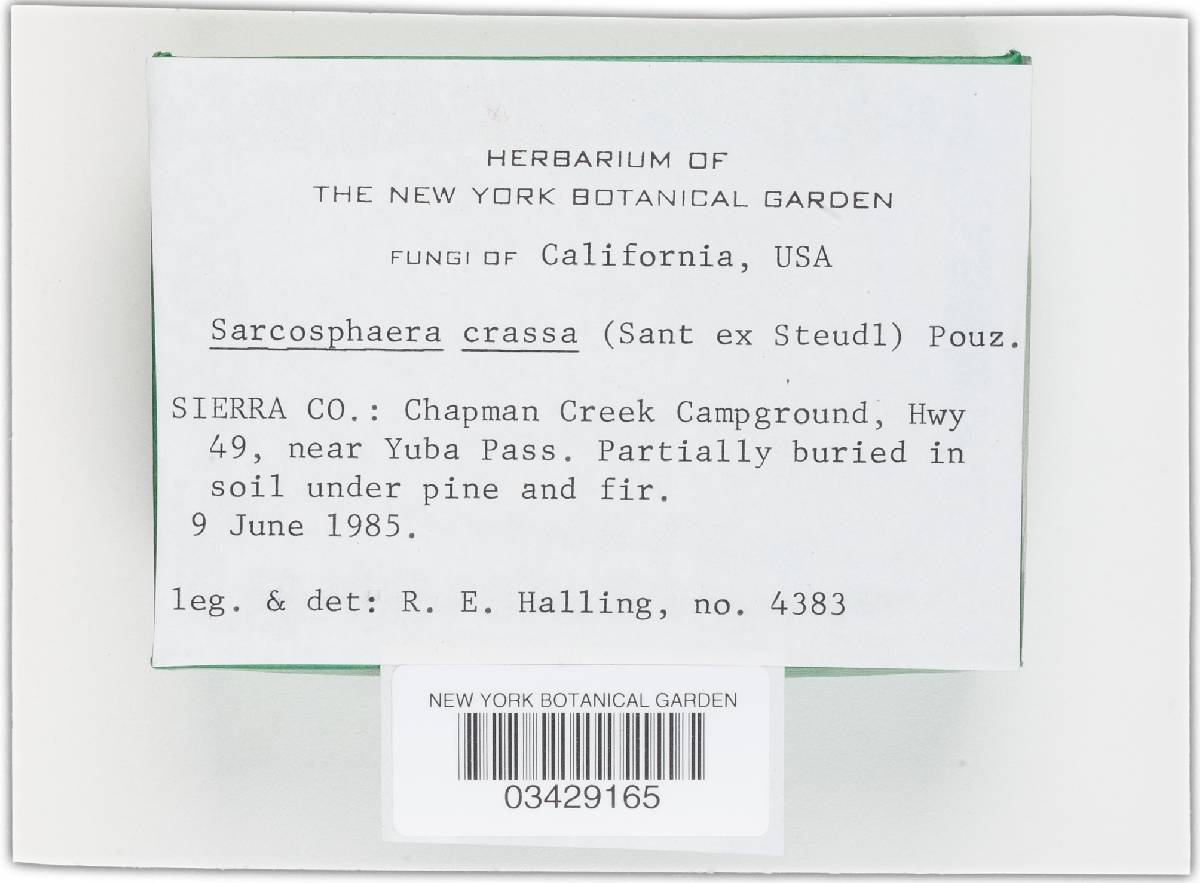 HERBARIUM OF
THE NEW YORK BOTANICAL GARDEN
FUNGI OF California, USA
Sarcosphaera crassa (Sant ex Steudl) Pouz.
SIERRA CO.: Chapman Creek Campground, Hwy
49, near Yuba Pass. Partially buried in
soil under pine and fir.
9 June 1985.
leg. & det: R. E. Halling, no. 4383
NEW YORK BOTANICAL GARDEN
03429165